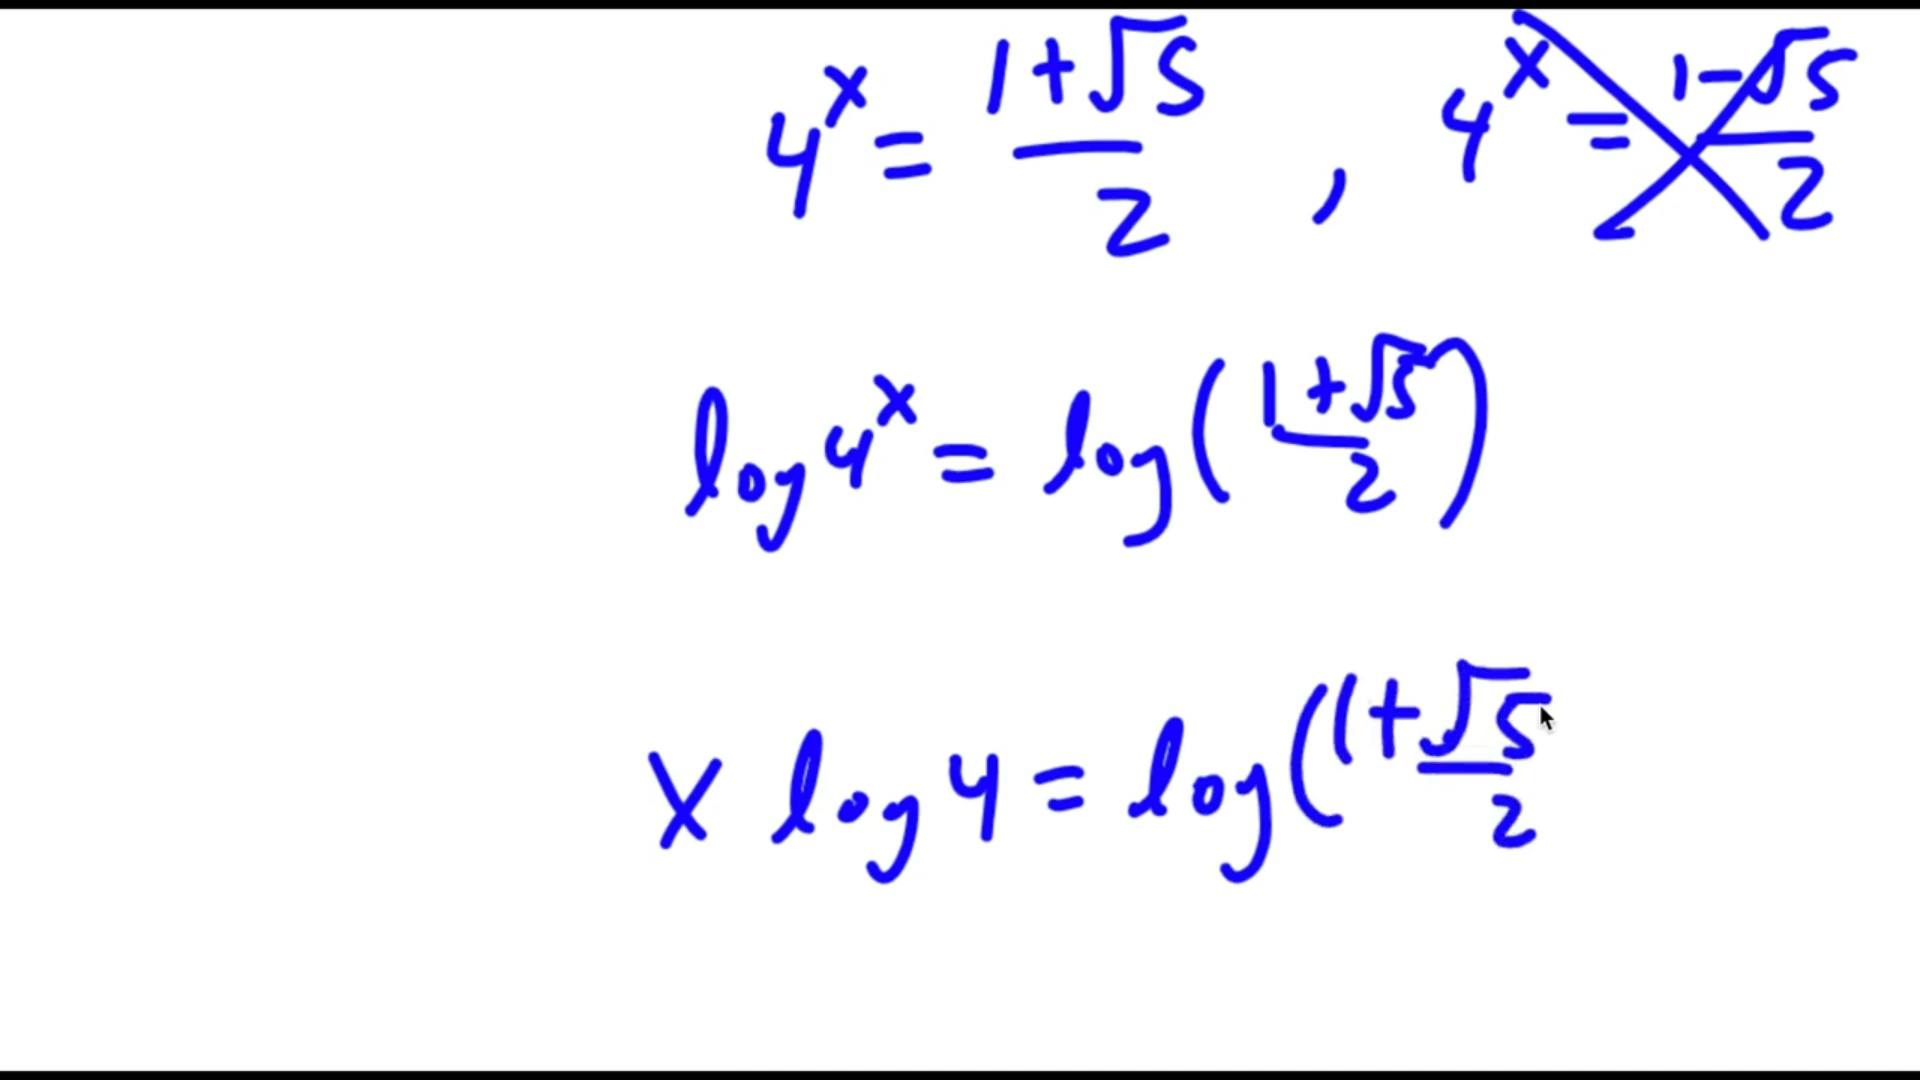 4^x = (1+√5)/2 , 4^x = (1-√5)/2
log 4^x = log((1+√5)/2)
x log 4 = log((1+√5)/2